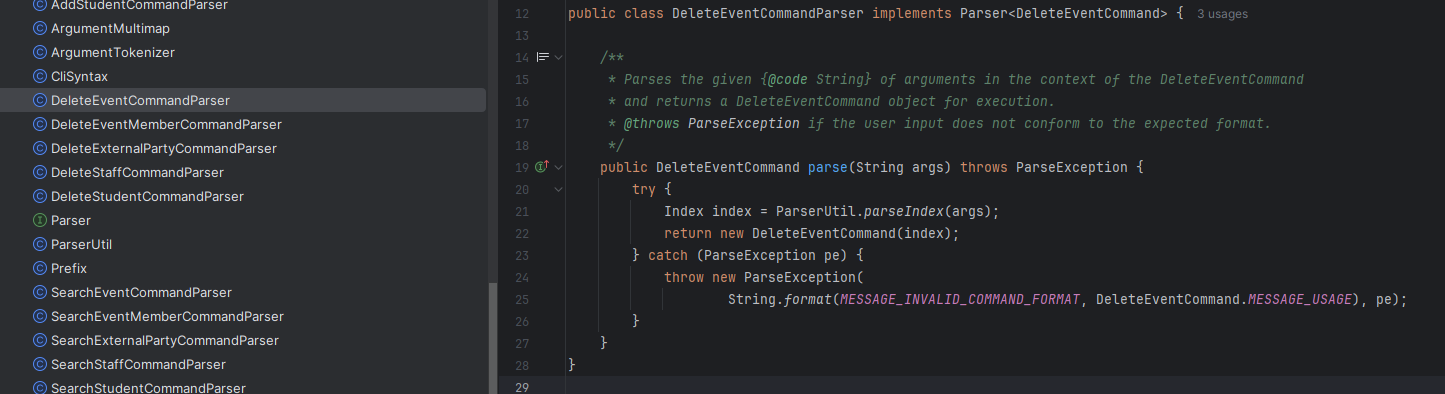 AddStudentCommandParser
ArgumentMultimap
ArgumentTokenizer
CliSyntax
DeleteEventCommandParser
DeleteEventMemberCommandParser
DeleteExternalPartyCommandParser
DeleteStaffCommandParser
DeleteStudentCommandParser
Parser
ParserUtil
Prefix
SearchEventCommandParser
SearchEventMemberCommandParser
SearchExternalPartyCommandParser
SearchStaffCommandParser
SearchStudentCommandParser
12 public class DeleteEventCommandParser implements Parser<DeleteEventCommand> { 3 usages
13
14 /**
15 * Parses the given {@code String} of arguments in the context of the DeleteEventCommand
16 * and returns a DeleteEventCommand object for execution.
17 * @throws ParseException if the user input does not conform to the expected format.
18 */
19 public DeleteEventCommand parse(String args) throws ParseException {
20 try {
21 Index index = ParserUtil.parseIndex(args);
22 return new DeleteEventCommand(index);
23 } catch (ParseException pe) {
24 throw new ParseException(
25 String.format(MESSAGE_INVALID_COMMAND_FORMAT, DeleteEventCommand.MESSAGE_USAGE), pe);
26 }
27 }
28 }
29